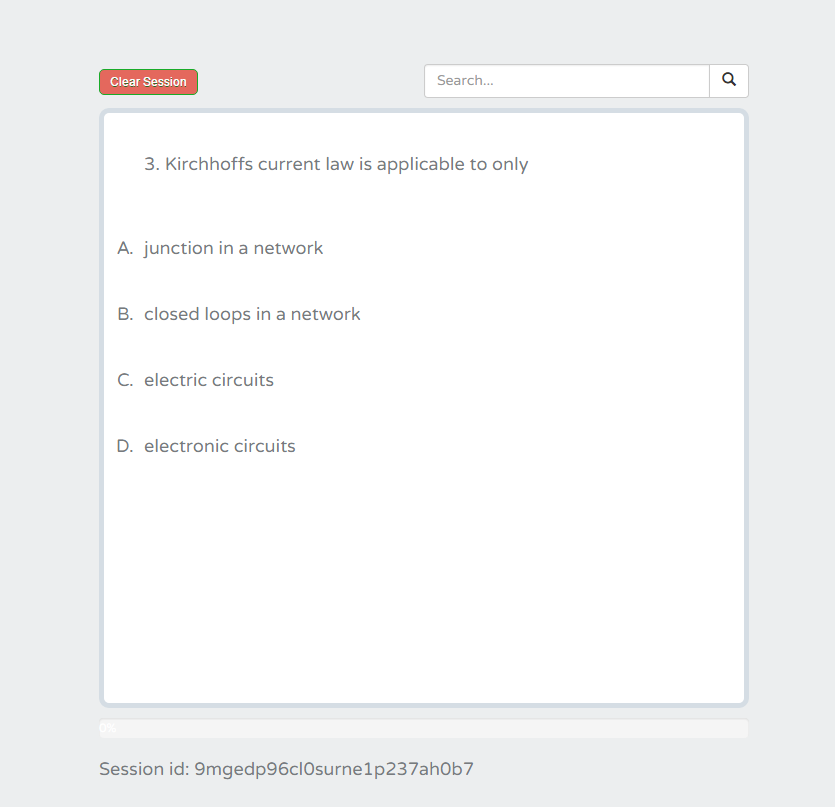 Clear Session
Search...
3. Kirchhoffs current law is applicable to only
A. junction in a network
B. closed loops in a network
C. electric circuits
D. electronic circuits
0%
Session id: 9mgedp96cl0surne1p237ah0b7